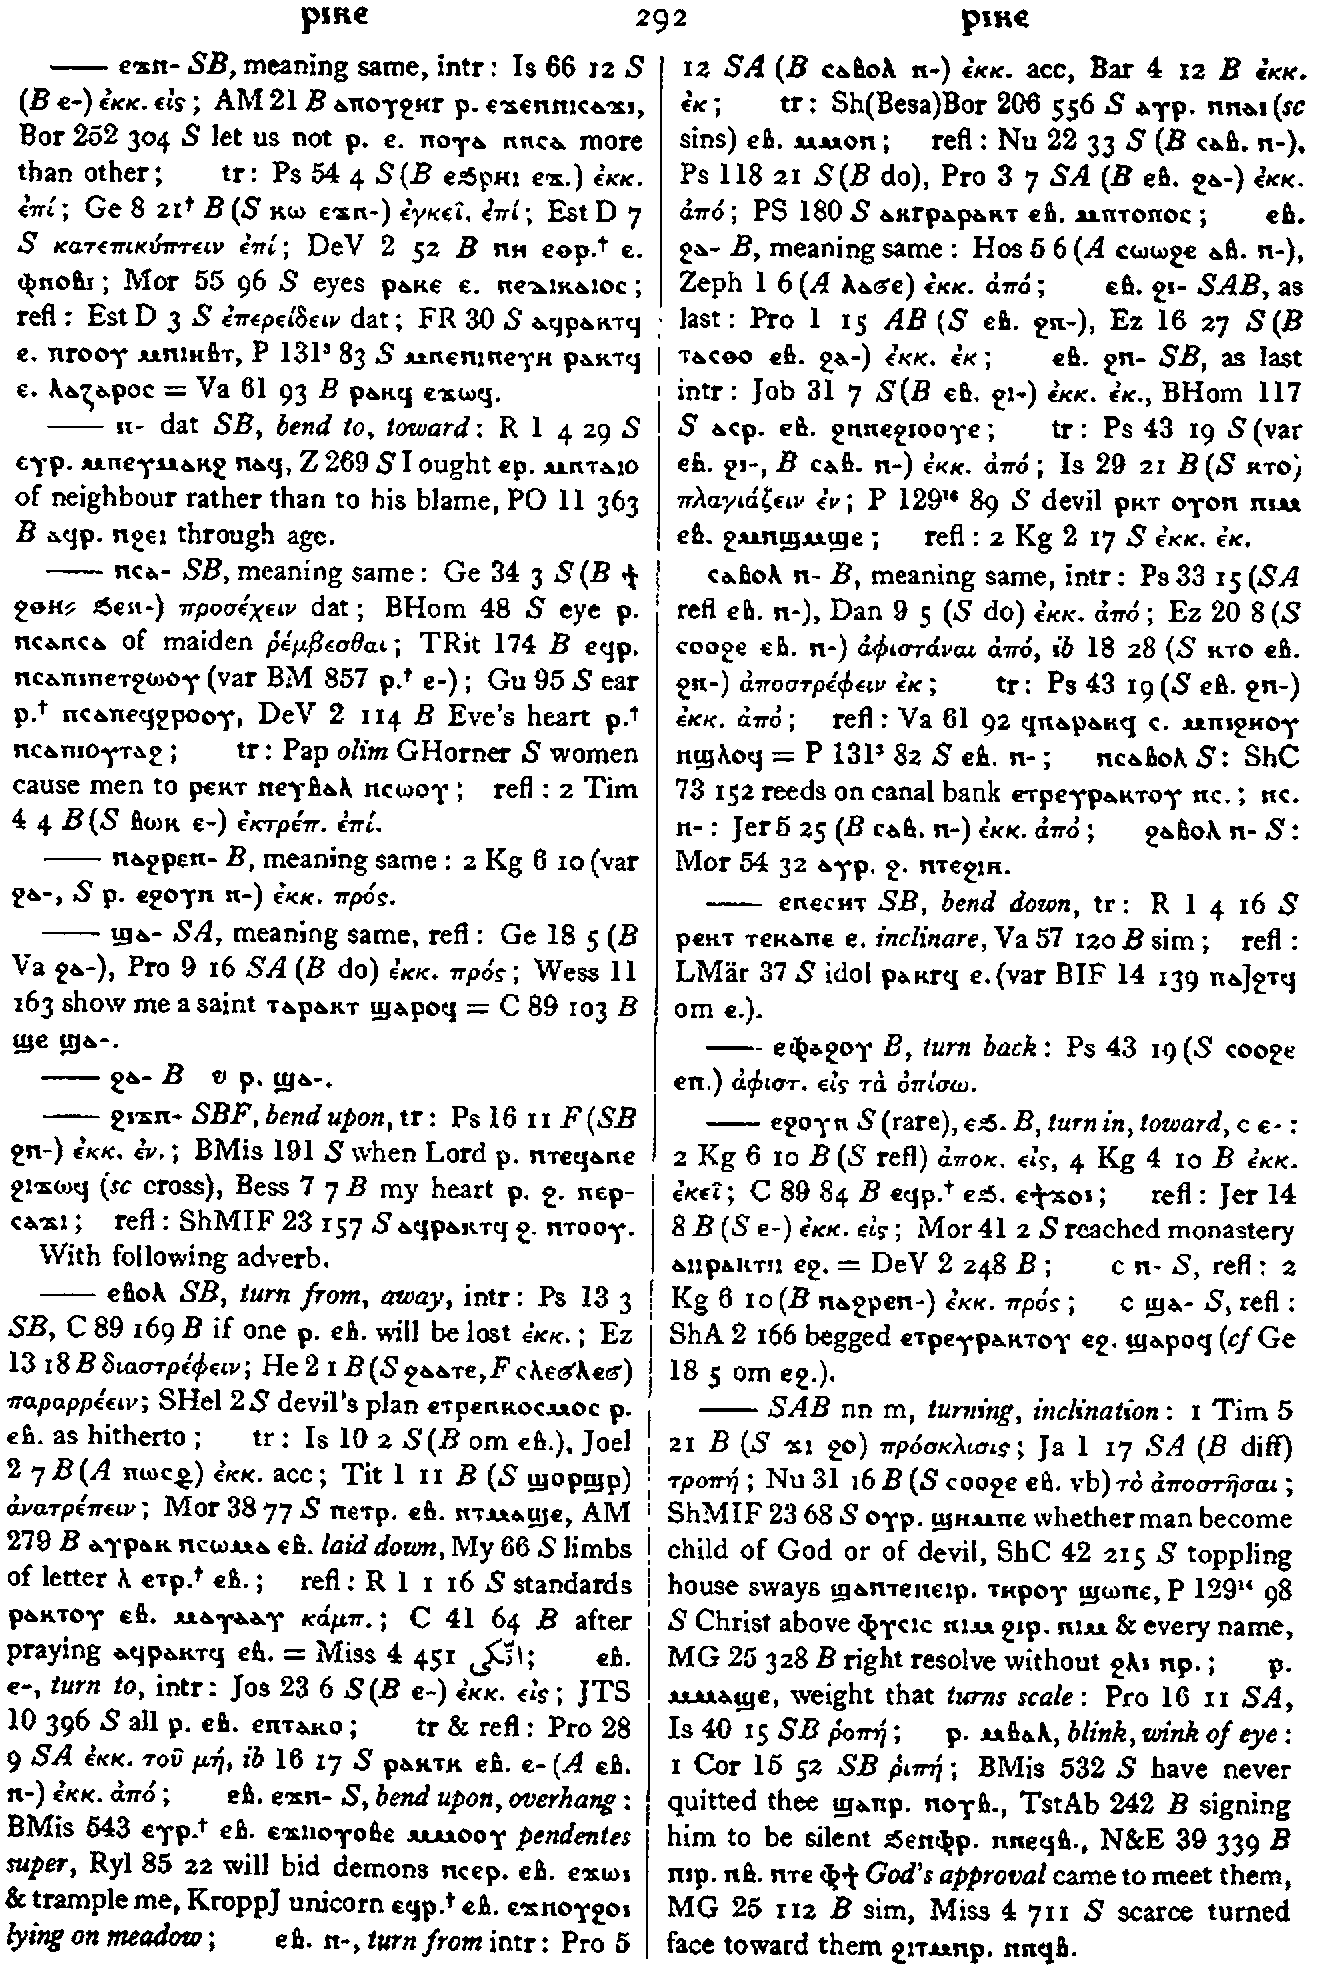 ⲣⲓⲕⲉ 292 ⲣⲓⲕⲉ
—— ⲉϫⲛ- SB, meaning same, intr: Is 66 12 S
(B ⲉ-) ἐκκ. εἰς; AM 21 B ⲁⲡⲟⲩϩⲏⲧ ⲣ. ⲉϫⲉⲛⲡⲓⲥⲁϫⲓ,
Bor 252 304 S let us not ⲣ. ⲉ. ⲡⲟⲩⲁ ⲛⲡⲥⲁ more
than other; tr: Ps 54 4 S (B ⲉϧⲣⲏⲓ ⲉϫ.) ἐκκ.
ἐπί; Ge 8 21† B (S ⲕⲱ ⲉϫⲛ-) ἐγκεῖ. ἐπί; Est D 7
S κατεπικύπτειν ἐπί; DeV 2 52 B ⲡⲏ ⲉⲑⲣ.† ⲉ.
ⲫⲛⲟⲃⲓ; Mor 55 96 S eyes ⲣⲁⲕⲉ ⲉ. ⲡⲉⲇⲓⲕⲁⲓⲟⲥ;
refl: Est D 3 S ἐπερείδειν dat; FR 30 S ⲁϥⲣⲁⲕⲧϥ
ⲉ. ⲡⲧⲟⲟⲩ ⲙⲡⲓⲕⲃⲧ, P 131³ 83 S ⲙⲡⲉⲡⲓⲡⲉⲩⲏ ⲣⲁⲕⲧϥ
ⲉ. ⲗⲁⲍⲁⲣⲟⲥ = Va 61 93 B ⲣⲁⲕϥ ⲉϫⲱϥ.
—— ⲛ- dat SB, bend to, toward: R 1 4 29 S
ⲉⲩⲣ. ⲙⲡⲉⲩⲙⲁⲕϩ ⲛⲁϥ, Z 269 S I ought ⲉⲣ. ⲙⲡⲧⲁⲓⲟ
of neighbour rather than to his blame, PO 11 363
B ⲁϥⲣ. ⲛϩⲉⲓ through age.
—— ⲛⲥⲁ- SB, meaning same: Ge 34 3 S (B ϯ
ϩⲑⲏ⸗ ϧⲉⲛ-) προσέχειν dat; BHom 48 S eye ⲣ.
ⲛⲥⲁⲛⲥⲁ of maiden ῥέμβεσθαι; TRit 174 B ⲉϥⲣ.
ⲛⲥⲁⲛⲓⲡⲉⲧϩⲱⲟⲩ (var BM 857 ⲣ.† ⲉ-); Gu 95 S ear
ⲣ.† ⲛⲥⲁⲡⲉϥϩⲣⲟⲟⲩ, DeV 2 114 B Eve's heart ⲣ.†
ⲛⲥⲁⲡⲓⲟⲩⲧⲁϩ; tr: Pap olim GHorner S women
cause men to ⲣⲉⲕⲧ ⲛⲉⲩⲃⲁⲗ ⲛⲥⲱⲟⲩ; refl: 2 Tim
4 4 B (S ⲃⲱⲕ ⲉ-) ἐκτρέπ. ἐπί.
—— ⲛⲁϩⲣⲉⲛ- B, meaning same: 2 Kg 6 10 (var
ϩⲁ-, S ⲣ. ⲉϩⲟⲩⲛ ⲛ-) ἐκκ. πρός.
—— ϣⲁ- SA, meaning same, refl: Ge 18 5 (B
Va ϩⲁ-), Pro 9 16 SA (B do) ἐκκ. πρός; Wess 11
163 show me a saint ⲧⲁⲣⲁⲕⲧ ϣⲁⲣⲟϥ = C 89 103 B
ϣⲉ ϣⲁ-.
—— ϩⲁ- B v ⲣ. ϣⲁ-.
—— ϩⲓϫⲛ- SBF, bend upon, tr: Ps 16 11 F (SB
ϩⲛ-) ἐκκ. ἐν.; BMis 191 S when Lord ⲣ. ⲛⲧⲉϥⲁⲡⲉ
ϩⲓϫⲱϥ (sc cross), Bess 7 7 B my heart ⲣ. ϩ. ⲡⲉⲣ-
ⲥⲁϫⲓ; refl: ShMIF 23 157 S ⲁϥⲣⲁⲕⲧϥ ϩ. ⲡⲧⲟⲟⲩ.
With following adverb.
—— ⲉⲃⲟⲗ SB, turn from, away, intr: Ps 13 3
SB, C 89 169 B if one ⲣ. ⲉⲃ. will be lost ἐκκ.; Ez
13 18 B διαστρέφειν; He 2 1 B (S ϩⲁⲁⲧⲉ, F ⲥⲗⲉϭⲗⲉϭ)
παραρρέειν; SHel 2 S devil's plan ⲉⲧⲣⲉⲡⲕⲟⲥⲙⲟⲥ ⲣ.
ⲉⲃ. as hitherto; tr: Is 10 2 S (B om ⲉⲃ.), Joel
2 7 B (A ⲡⲱⲥϩ) ἐκκ. acc; Tit 1 11 B (S ϣⲟⲣϣⲣ)
ἀνατρέπειν; Mor 38 77 S ⲡⲉⲧⲣ. ⲉⲃ. ⲛⲧⲙⲁϣⲉ, AM
279 B ⲁⲩⲣⲁⲕ ⲡⲥⲱⲙⲁ ⲉⲃ. laid down, My 66 S limbs
of letter ⲗ ⲉⲧⲣ.† ⲉⲃ.; refl: R 1 1 16 S standards
ⲣⲁⲕⲧⲟⲩ ⲉⲃ. ⲙⲁⲩⲁⲁⲩ κάμπ.; C 41 64 B after
praying ⲁϥⲣⲁⲕⲧϥ ⲉⲃ. = Miss 4 451 ; ⲉⲃ.
ⲉ-, turn to, intr: Jos 23 6 S (B ⲉ-) ἐκκ. εἰς; JTS
10 396 S all ⲣ. ⲉⲃ. ⲉⲡⲧⲁⲕⲟ; tr & refl: Pro 28
9 SA ἐκκ. τοῦ μή, ib 16 17 S ⲣⲁⲕⲧⲕ ⲉⲃ. ⲉ- (A ⲉⲃ.
ⲛ-) ἐκκ. ἀπό; ⲉⲃ. ⲉϫⲛ- S, bend upon, overhang:
BMis 543 ⲉⲩⲣ.† ⲉⲃ. ⲉϫⲡⲟⲩⲟⲃⲉ ⲙⲙⲟⲟⲩ pendentes
super, Ryl 85 22 will bid demons ⲛⲥⲉⲣ. ⲉⲃ. ⲉϫⲱⲓ
& trample me, KroppJ unicorn ⲉϥⲣ.† ⲉⲃ. ⲉϫⲛⲟⲩϩⲟⲓ
lying on meadow; ⲉⲃ. ⲛ-, turn from intr: Pro 5
12 SA (B ⲥⲁⲃⲟⲗ ⲛ-) ἐκκ. acc, Bar 4 12 B ἐκκ.
ἐκ; tr: Sh(Besa)Bor 206 556 S ⲁⲩⲣ. ⲛⲛⲁⲓ (sc
sins) ⲉⲃ. ⲙⲙⲟⲛ; refl: Nu 22 33 S (B ⲥⲁⲃ. ⲛ-),
Ps 118 21 S (B do), Pro 3 7 SA (B ⲉⲃ. ϩⲁ-) ἐκκ.
ἀπό; PS 180 S ⲁⲕⲧⲣⲁⲣⲁⲕⲧ ⲉⲃ. ⲙⲡⲧⲟⲡⲟⲥ; ⲉⲃ.
ϩⲁ- B, meaning same: Hos 5 6 (A ⲥⲱⲱϩⲉ ⲁⲃ. ⲛ-),
Zeph 1 6 (A ⲗⲁϭⲉ) ἐκκ. ἀπό; ⲉⲃ. ϩⲓ- SAB, as
last: Pro 1 15 AB (S ⲉⲃ. ϩⲛ-), Ez 16 27 S (B
ⲧⲁⲥⲑⲟ ⲉⲃ. ϩⲁ-) ἐκκ. ἐκ; ⲉⲃ. ϩⲛ- SB, as last
intr: Job 31 7 S (B ⲉⲃ. ϩⲓ-) ἐκκ. ἐκ., BHom 117
S ⲁⲥⲣ. ⲉⲃ. ϩⲛⲛⲉϩⲓⲟⲟⲩⲉ; tr: Ps 43 19 S (var
ⲉⲃ. ϩⲓ-, B ⲥⲁⲃ. ⲛ-) ἐκκ. ἀπό; Is 29 21 B (S ⲕⲧⲟ)
πλαγιάζειν ἐν; P 129¹⁶ 89 S devil ⲣⲕⲧ ⲟⲩⲟⲛ ⲛⲓⲙ
ⲉⲃ. ϩⲙⲡϣⲙϣⲉ; refl: 2 Kg 2 17 S ἐκκ. ἐκ.
ⲥⲁⲃⲟⲗ ⲛ- B, meaning same, intr: Ps 33 15 (SA
refl ⲉⲃ. ⲛ-), Dan 9 5 (S do) ἐκκ. ἀπό; Ez 20 8 (S
ⲥⲟⲟϩⲉ ⲉⲃ. ⲛ-) ἀφιστάναι ἀπό, ib 18 28 (S ⲕⲧⲟ ⲉⲃ.
ϩⲛ-) ἀποστρέφειν ἐκ; tr: Ps 43 19 (S ⲉⲃ. ϩⲛ-)
ἐκκ. ἀπό; refl: Va 61 92 ϥⲛⲁⲣⲁⲕϥ ⲥ. ⲙⲡⲓϩⲕⲟⲩ
ⲛϣⲗⲟϥ = P 131³ 82 S ⲉⲃ. ⲛ-; ⲛⲥⲁⲃⲟⲗ S: ShC
73 152 reeds on canal bank ⲉⲧⲣⲉⲩⲣⲁⲕⲧⲟⲩ ⲛⲥ.; ⲛⲥ.
ⲛ-: Jer 5 25 (B ⲥⲁⲃ. ⲛ-) ἐκκ. ἀπό; ϩⲁⲃⲟⲗ ⲛ- S:
Mor 54 32 ⲁⲩⲣ. ϩ. ⲛⲧⲉϩⲓⲏ.
—— ⲉⲡⲉⲥⲏⲧ SB, bend down, tr: R 1 4 16 S
ⲣⲉⲕⲧ ⲧⲉⲕⲁⲡⲉ ⲉ. inclinare, Va 57 120 B sim; refl:
LMär 37 S idol ⲣⲁⲕⲧϥ ⲉ. (var BIF 14 139 ⲡⲁ]ϩⲧϥ
om ⲉ.).
—— ⲉⲫⲁϩⲟⲩ B, turn back: Ps 43 19 (S ⲥⲟⲟϩⲉ
ⲉⲡ.) ἀφιστ. εἰς τὰ ὀπίσω.
—— ⲉϩⲟⲩⲛ S (rare), ⲉϧ. B, turn in, toward, c ⲉ-:
2 Kg 6 10 B (S refl) ἀποκ. εἰς, 4 Kg 4 10 B ἐκκ.
ἐκεῖ; C 89 84 B ⲉϥⲣ.† ⲉϧ. ⲉϯϫⲟⲓ; refl: Jer 14
8 B (S ⲉ-) ἐκκ. εἰς; Mor 41 2 S reached monastery
ⲁⲛⲣⲁⲕⲧⲛ ⲉϩ. = DeV 2 248 B; c ⲛ- S, refl: 2
Kg 6 10 (B ⲛⲁϩⲣⲉⲛ-) ἐκκ. πρός; c ϣⲁ- S, refl:
ShA 2 166 begged ⲉⲧⲣⲉⲩⲣⲁⲕⲧⲟⲩ ⲉϩ. ϣⲁⲣⲟϥ (cf Ge
18 5 om ⲉϩ.).
—— SAB nn m, turning, inclination: 1 Tim 5
21 B (S ϫⲓ ϩⲟ) πρόσκλισις; Ja 1 17 SA (B diff)
τροπή; Nu 31 16 B (S ⲥⲟⲟϩⲉ ⲉⲃ. vb) τὸ ἀποστῆσαι;
ShMIF 23 68 S ⲟⲩⲣ. ϣⲏⲙⲡⲉ whether man become
child of God or of devil, ShC 42 215 S toppling
house sways ϣⲁⲛⲧⲉⲛⲉⲓⲣ. ⲧⲏⲣⲟⲩ ϣⲱⲡⲉ, P 129¹⁴ 98
S Christ above ⲫⲩⲥⲓⲥ ⲛⲓⲙ ϩⲓⲣ. ⲛⲓⲙ & every name,
MG 25 328 B right resolve without ϩⲗⲓ ⲛⲣ.; ⲣ.
ⲙⲙⲁϣⲉ, weight that turns scale: Pro 16 11 SA,
Is 40 15 SB ῥοπή; ⲣ. ⲙⲃⲁⲗ, blink, wink of eye:
1 Cor 15 52 SB ῥιπή; BMis 532 S have never
quitted thee ϣⲁⲡⲣ. ⲛⲟⲩⲃ., TstAb 242 B signing
him to be silent ϧⲉⲛⲫⲣ. ⲛⲛⲉϥⲃ., N&E 39 339 B
ⲡⲓⲣ. ⲛⲃ. ⲛⲧⲉ ⲫϯ God's approval came to meet them,
MG 25 112 B sim, Miss 4 711 S scarce turned
face toward them ϩⲓⲧⲙⲡⲣ. ⲛⲛϥⲃ.